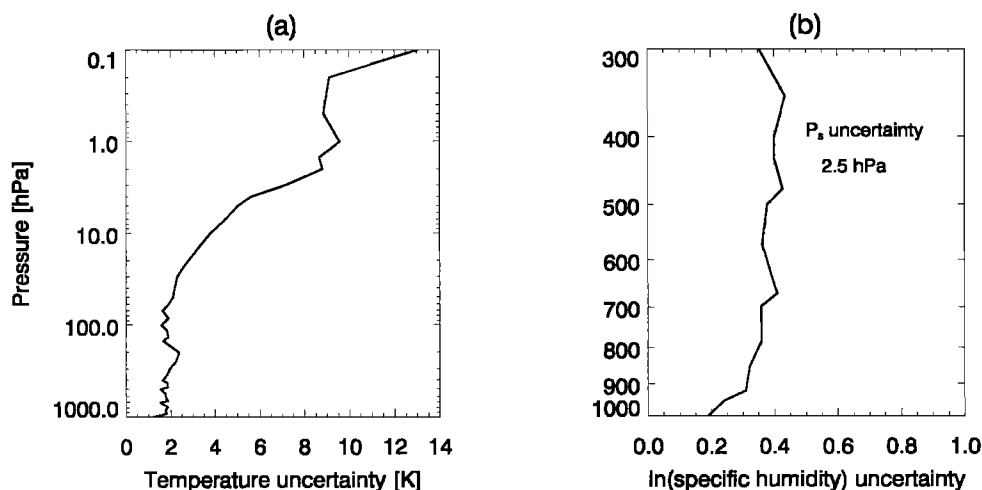 (a)
0.1
1.0
10.0
100.0
1000.0
Pressure [hPa]
0 2 4 6 8 10 12 14
Temperature uncertainty [K]
(b)
300
400
500
600
700
800
900
1000
Ps uncertainty
2.5 hPa
0.0 0.2 0.4 0.6 0.8 1.0
ln(specific humidity) uncertainty